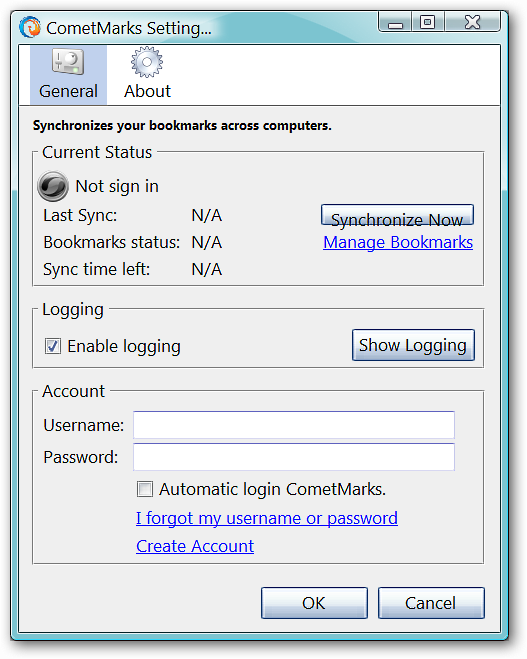 CometMarks Setting...
General About
Synchronizes your bookmarks across computers.
Current Status
Not sign in
Last Sync: N/A Synchronize Now
Bookmarks status: N/A Manage Bookmarks
Sync time left: N/A
Logging
Enable logging Show Logging
Account
Username:
Password:
Automatic login CometMarks.
I forgot my username or password
Create Account
OK Cancel